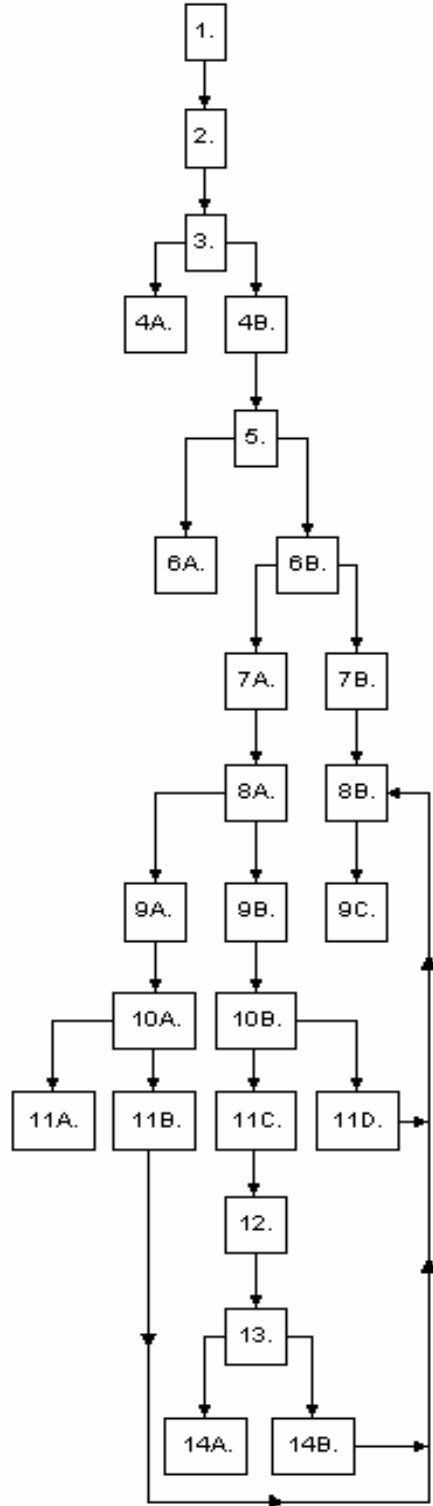 1.
2.
3.
4A.
4B.
5.
6A.
6B.
7A.
7B.
8A.
8B.
9A.
9B.
9C.
10A.
10B.
11A.
11B.
11C.
11D.
12.
13.
14A.
14B.